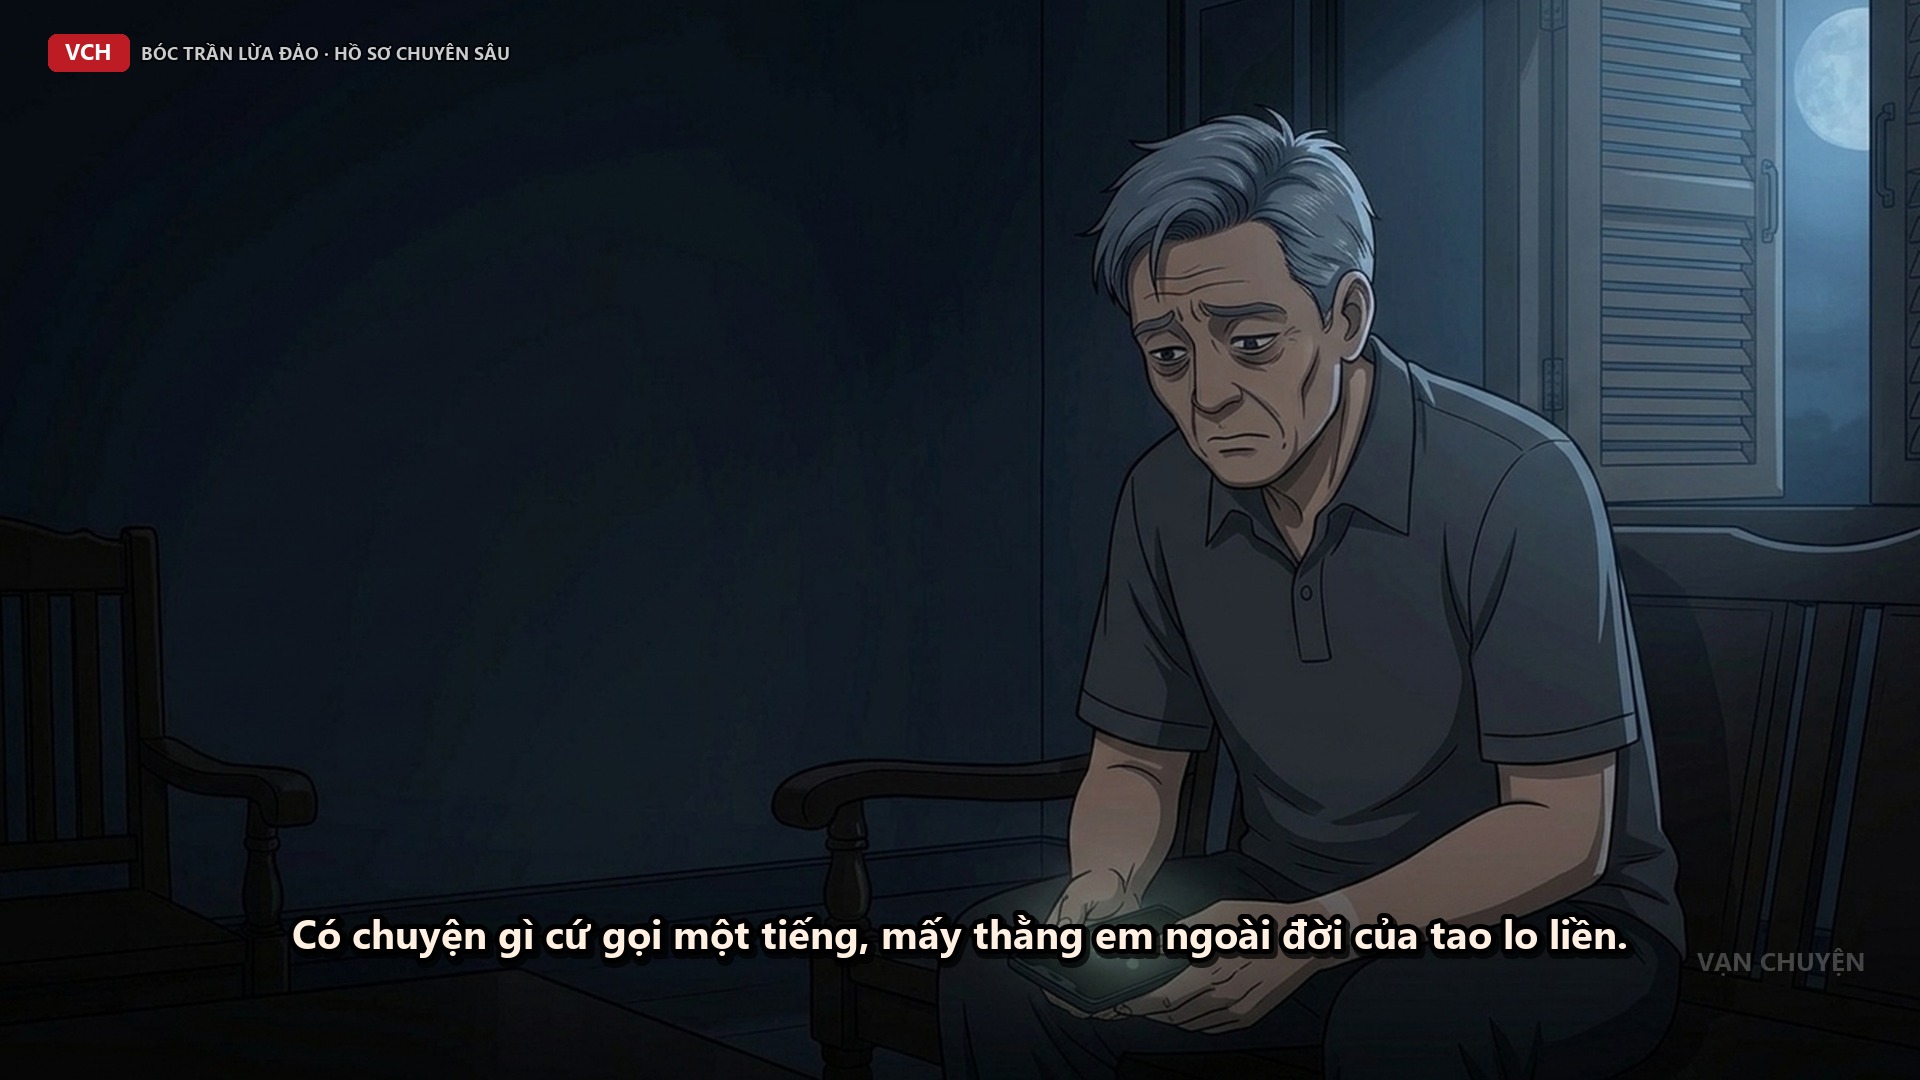 VCH BÓC TRẦN LỪA ĐẢO · HỒ SƠ CHUYÊN SÂU
Có chuyện gì cứ gọi một tiếng, mấy thằng em ngoài đời của tao lo liền.
VẠN CHUYỆN